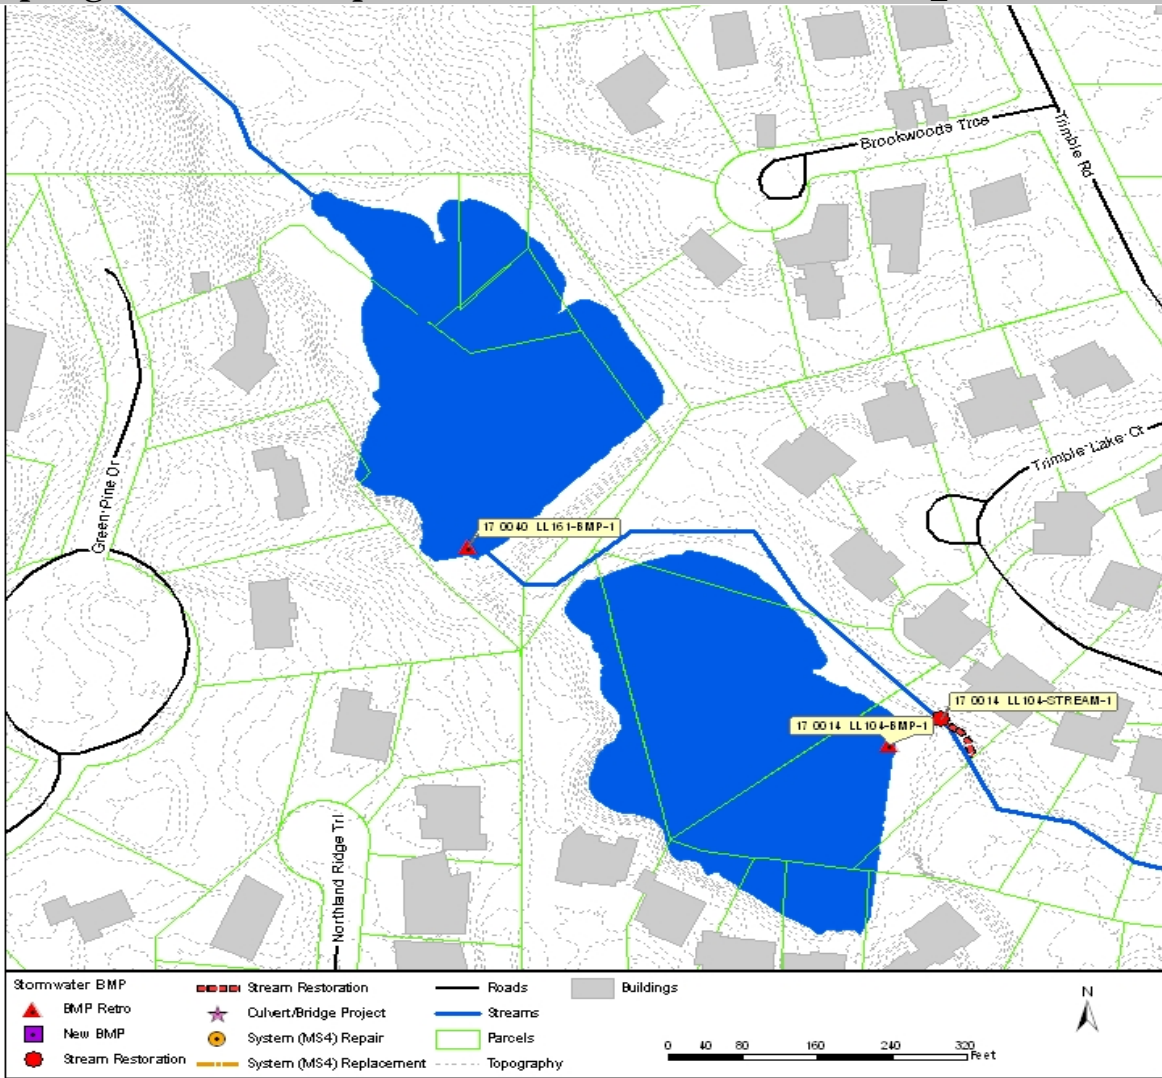 Brookwoods Trce
Trimble Rd
Trimble Lake Ct
Green Pine Dr
17 0040 LL161-BMP-1
17 0014 LL104-STREAM-1
17 0014 LL104-BMP-1
Northland Ridge Trl
Stormwater BMP
BMP Retro
New BMP
Stream Restoration
Stream Restoration
Culvert/Bridge Project
System (MS4) Repair
System (MS4) Replacement
Roads
Streams
Parcels
Topography
Buildings
N
0 40 80 160 240 320
Feet